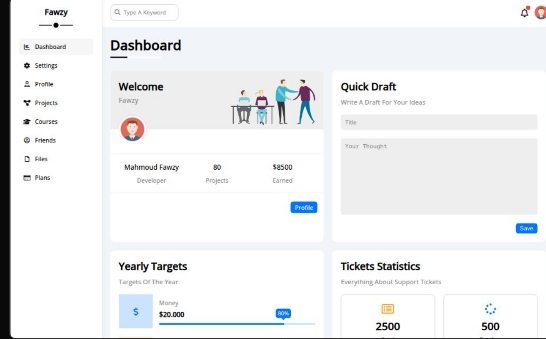 Fawzy
Dashboard
Settings
Profile
Projects
Courses
Friends
Files
Plans
Type A Keyword
Dashboard
Welcome
Fawzy
Mahmoud Fawzy
Developer
80
Projects
$8500
Earned
Profile
Quick Draft
Write A Draft For Your Ideas
Title
Your Thought
Save
Yearly Targets
Targets Of The Year
$
Money
$20.000
80%
Tickets Statistics
Everything About Support Tickets
2500
500